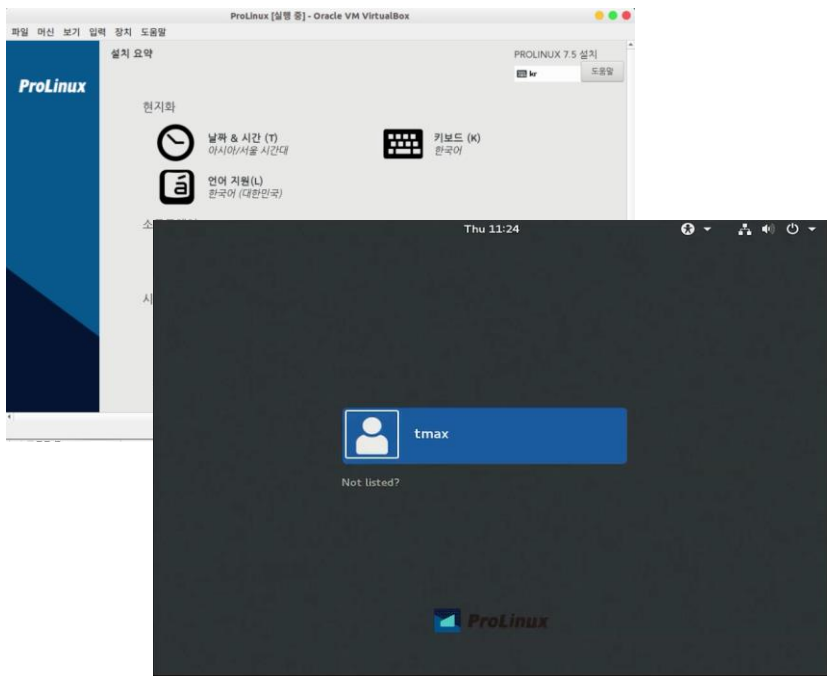 ProLinux [실행 중] - Oracle VM VirtualBox
파일 머신 보기 입력 장치 도움말
설치 요약
PROLINUX 7.5 설치
kr
도움말
ProLinux
현지화
날짜 & 시간 (T)
아시아/서울 시간대
키보드 (K)
한국어
언어 지원(L)
한국어 (대한민국)
Thu 11:24
tmax
Not listed?
ProLinux